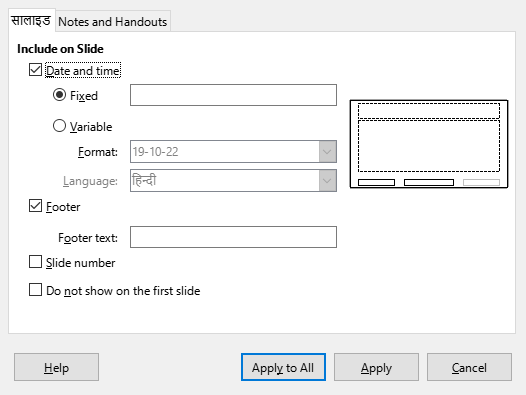 सालाइड Notes and Handouts
Include on Slide
Date and time
Fixed
Variable
Format: 19-10-22
Language: हिन्दी
Footer
Footer text:
Slide number
Do not show on the first slide
Help Apply to All Apply Cancel